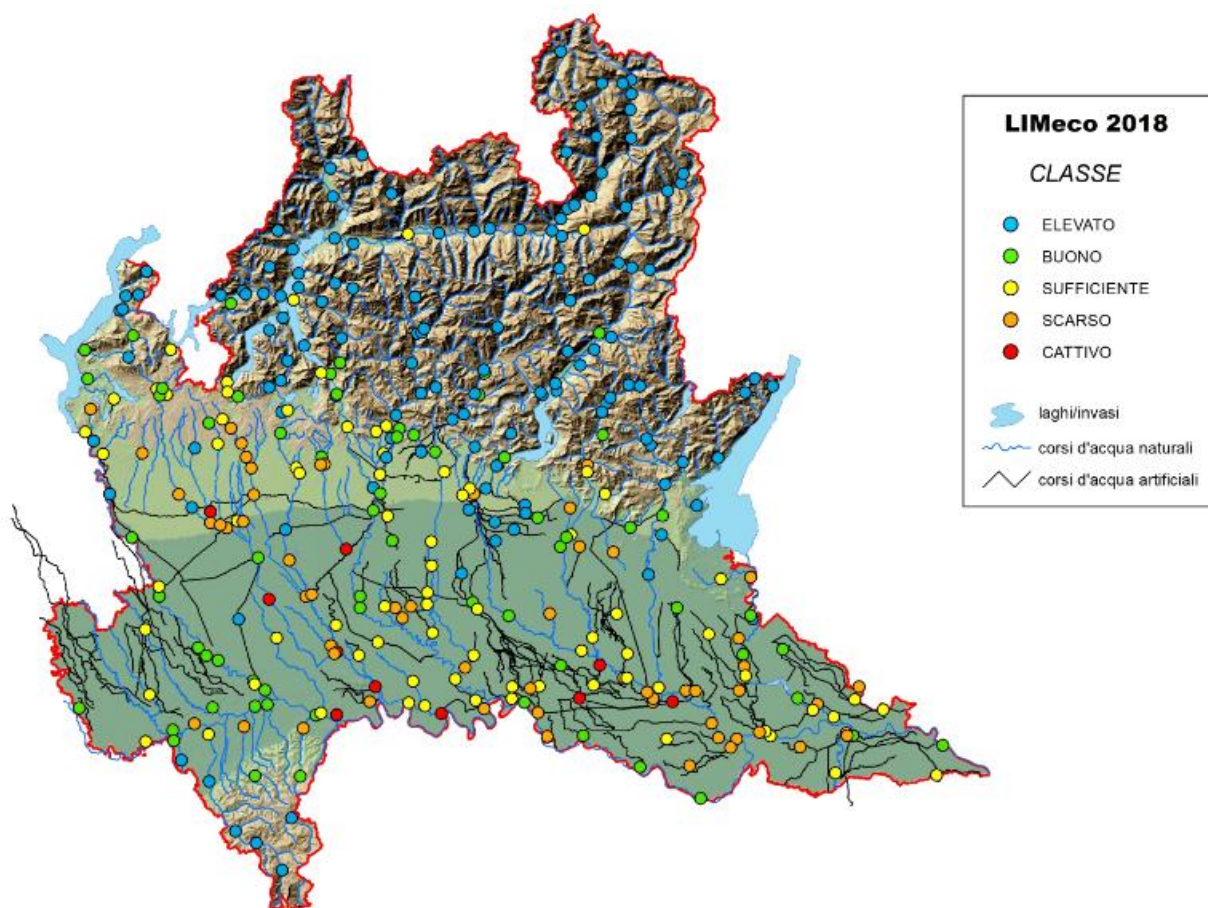 LIMeco 2018
CLASSE
ELEVATO
BUONO
SUFFICIENTE
SCARSO
CATTIVO
laghi/invasi
corsi d'acqua naturali
corsi d'acqua artificiali